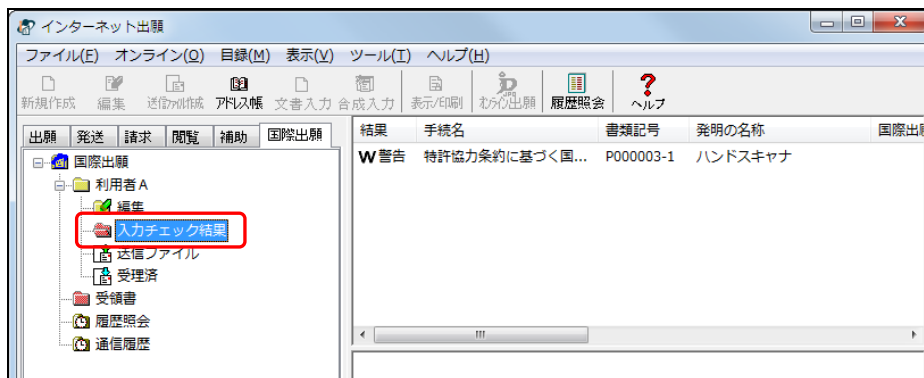 インターネット出願
ファイル(F) オンライン(O) 目録(M) 表示(V) ツール(T) ヘルプ(H)
新規作成 編集 送信ファイル作成 アドレス帳 文書入力 合成入力 表示/印刷 オンライン出願 履歴照会 ヘルプ
出願 発送 請求 閲覧 補助 国際出願
国際出願
利用者A
編集
入力チェック結果
送信ファイル
受理済
受領書
履歴照会
通信履歴
結果 手続名 書類記号 発明の名称 国際出願
W警告 特許協力条約に基づく国... P000003-1 ハンドスキャナ